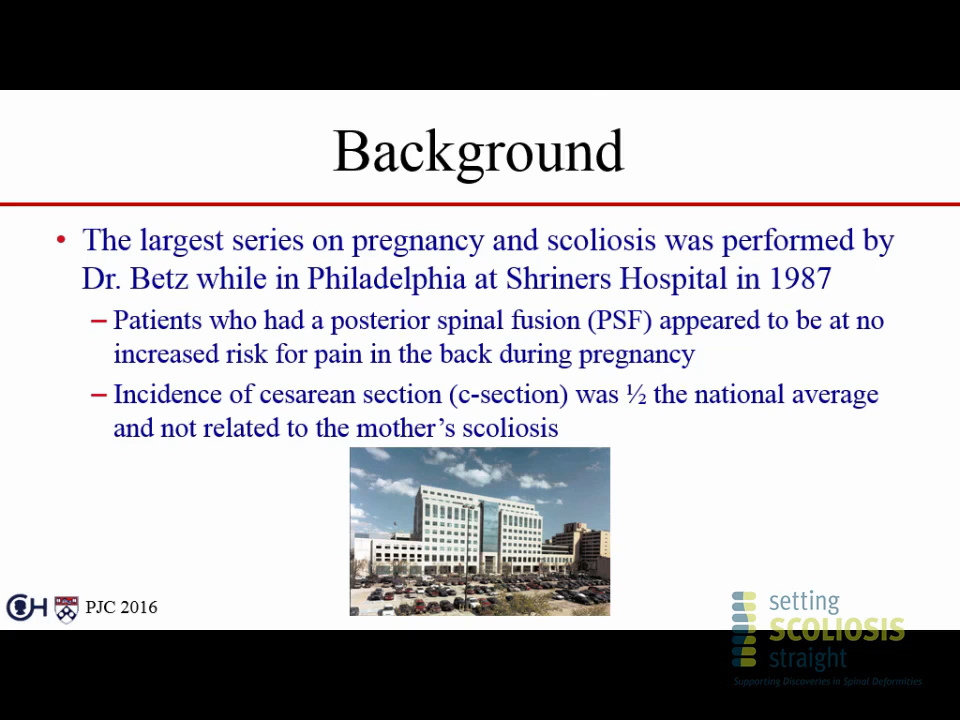 Background
• The largest series on pregnancy and scoliosis was performed by
Dr. Betz while in Philadelphia at Shriners Hospital in 1987
– Patients who had a posterior spinal fusion (PSF) appeared to be at no
increased risk for pain in the back during pregnancy
– Incidence of cesarean section (c-section) was ½ the national average
and not related to the mother's scoliosis
CH PJC 2016
setting
SCOLIOSIS
straight
Supporting Discoveries in Spinal Deformities